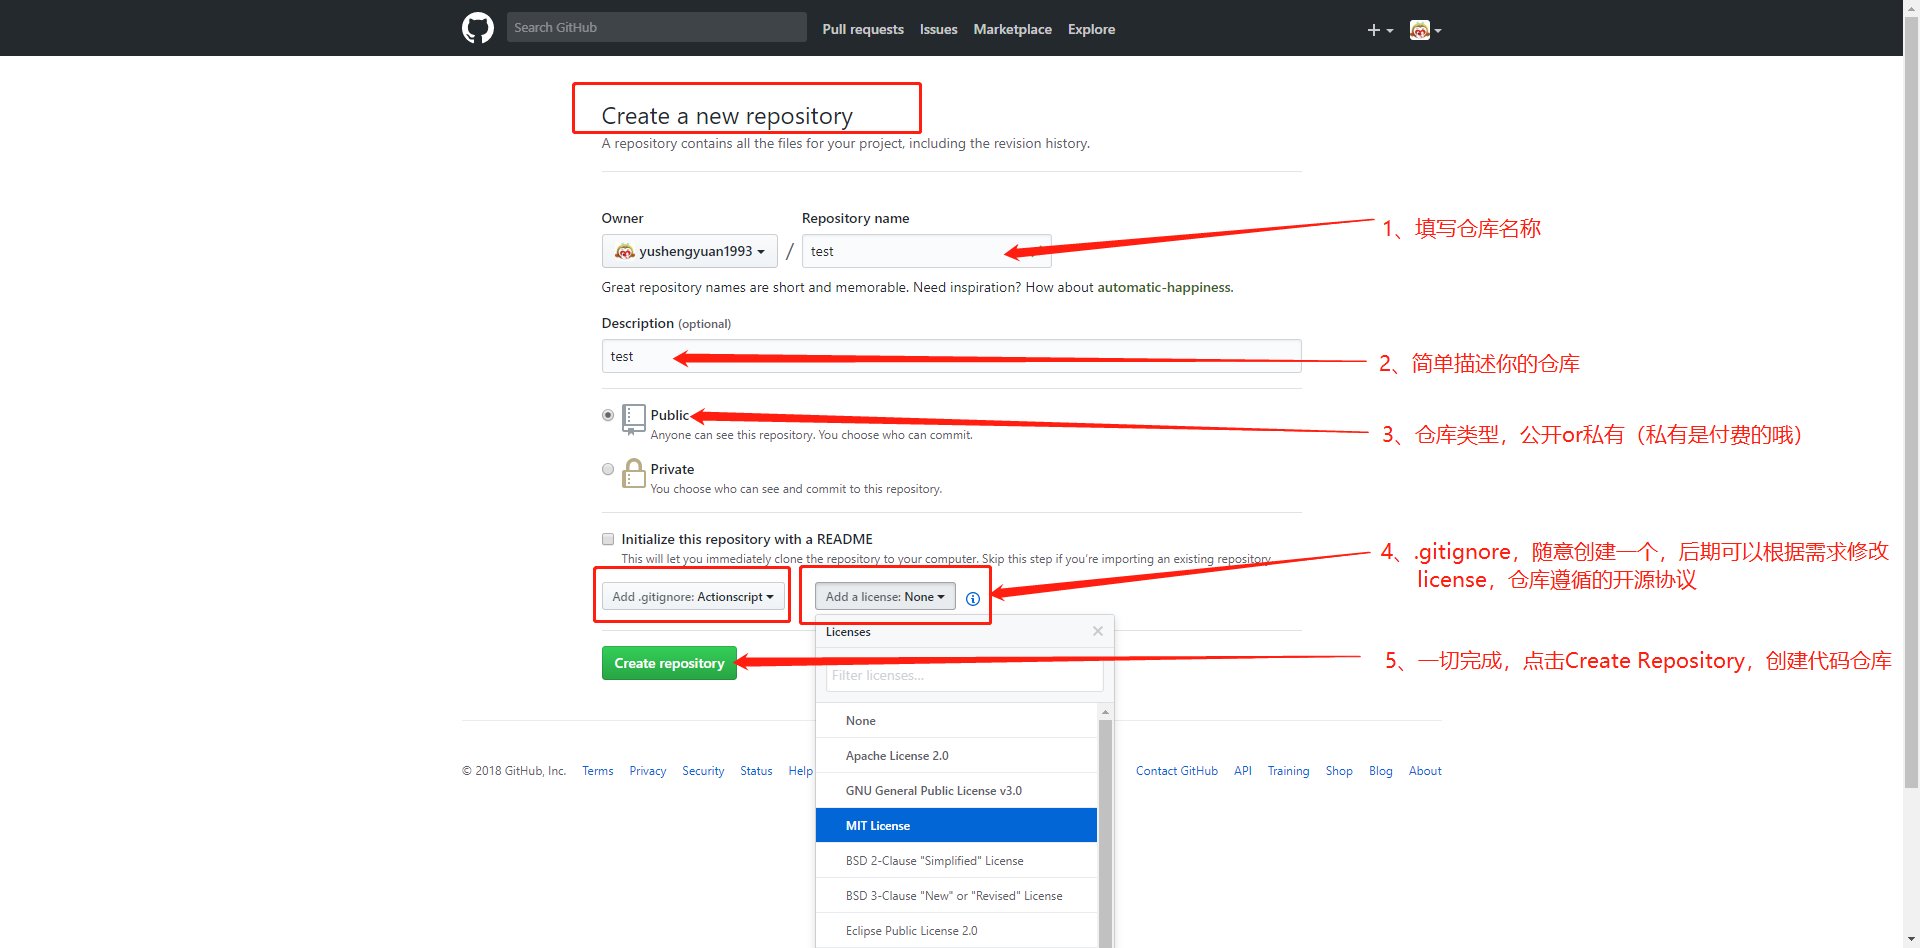 Search GitHub
Pull requests Issues Marketplace Explore
Create a new repository
A repository contains all the files for your project, including the revision history.
Owner Repository name
yushengyuan1993 / test
1、填写仓库名称
Great repository names are short and memorable. Need inspiration? How about automatic-happiness.
Description (optional)
test
2、简单描述你的仓库
Public
Anyone can see this repository. You choose who can commit.
3、仓库类型，公开or私有（私有是付费的哦）
Private
You choose who can see and commit to this repository.
Initialize this repository with a README
This will let you immediately clone the repository to your computer. Skip this step if you're importing an existing repository.
4、.gitignore，随意创建一个，后期可以根据需求修改
license，仓库遵循的开源协议
Add .gitignore: Actionscript Add a license: None
Licenses
Create repository
5、一切完成，点击Create Repository，创建代码仓库
Filter licenses...
None
Apache License 2.0
© 2018 GitHub, Inc. Terms Privacy Security Status Help Contact GitHub API Training Shop Blog About
GNU General Public License v3.0
MIT License
BSD 2-Clause "Simplified" License
BSD 3-Clause "New" or "Revised" License
Eclipse Public License 2.0